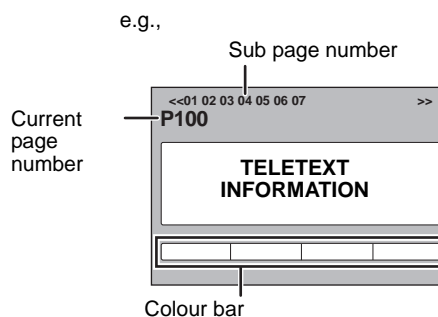 e.g.,
Sub page number
<<01 02 03 04 05 06 07 >>
Current
page
number
P100
TELETEXT
INFORMATION
Colour bar